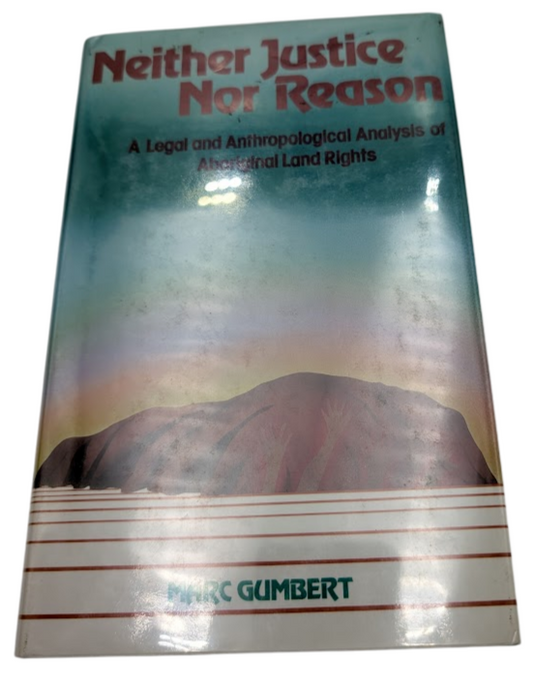 Neither Justice
Nor Reason
A Legal and Anthropological Analysis of
Aboriginal Land Rights
MARC GUMBERT